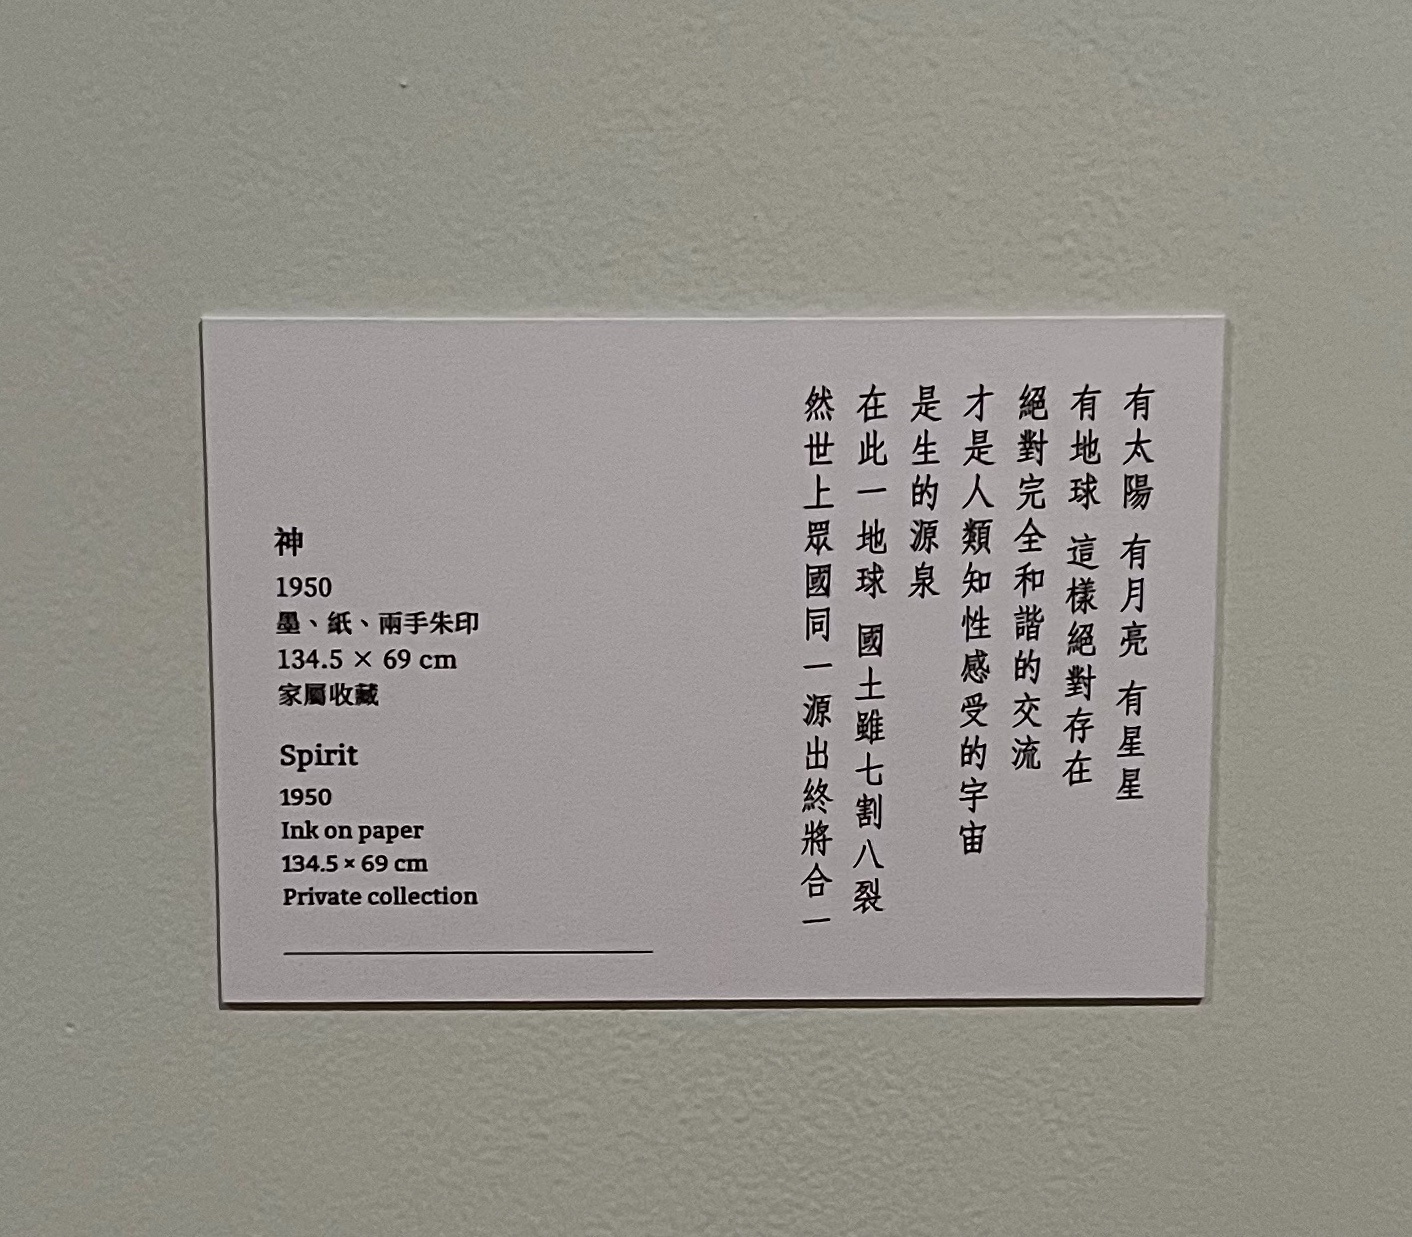 有太陽 有月亮 有星星
有地球 這樣絕對存在
絕對完全和諧的交流
才是人類知性感受的宇宙
是生的源泉
在此一地球 國土雖七割八裂
然世上眾國同一源出終將合一
神
1950
墨、紙、兩手朱印
134.5 × 69 cm
家屬收藏
Spirit
1950
Ink on paper
134.5 × 69 cm
Private collection